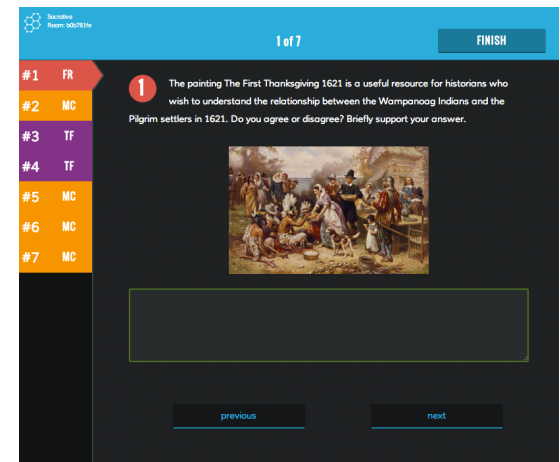 Socrative
Room: b0b781fe
1 of 7
FINISH
#1 FR
#2 MC
#3 TF
#4 TF
#5 MC
#6 MC
#7 MC
1
The painting The First Thanksgiving 1621 is a useful resource for historians who
wish to understand the relationship between the Wampanoag Indians and the
Pilgrim settlers in 1621. Do you agree or disagree? Briefly support your answer.
previous
next